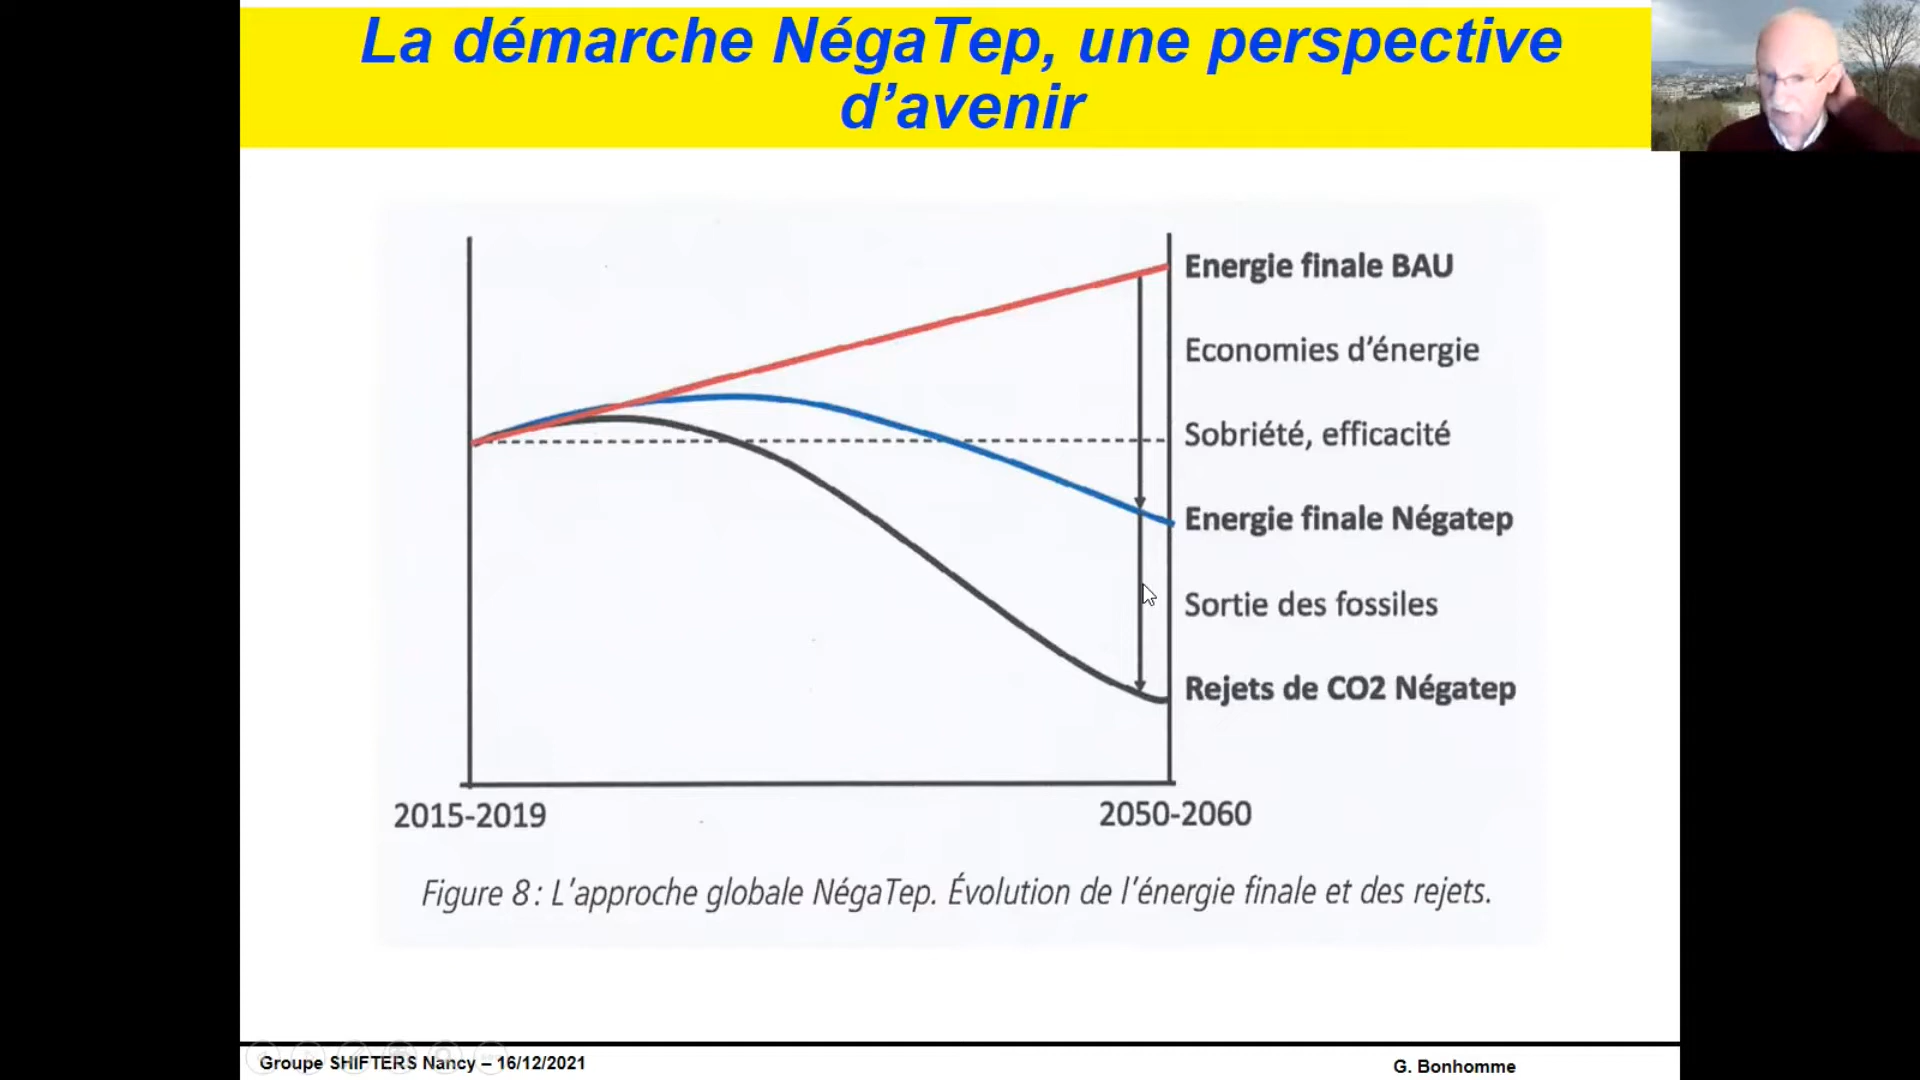 La démarche NégaTep, une perspective
d’avenir
Energie finale BAU
Economies d’énergie
Sobriété, efficacité
Energie finale Négatep
Sortie des fossiles
Rejets de CO2 Négatep
2015-2019
2050-2060
Figure 8 : L’approche globale NégaTep. Évolution de l’énergie finale et des rejets.
Groupe SHIFTERS Nancy – 16/12/2021
G. Bonhomme